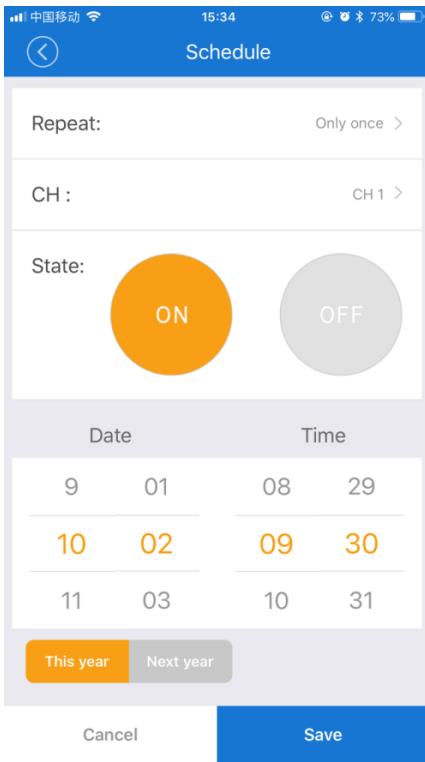 中国移动 15:34 73%
Schedule
Repeat: Only once
CH : CH 1
State: ON OFF
Date Time
9 01 08 29
10 02 09 30
11 03 10 31
This year Next year
Cancel Save